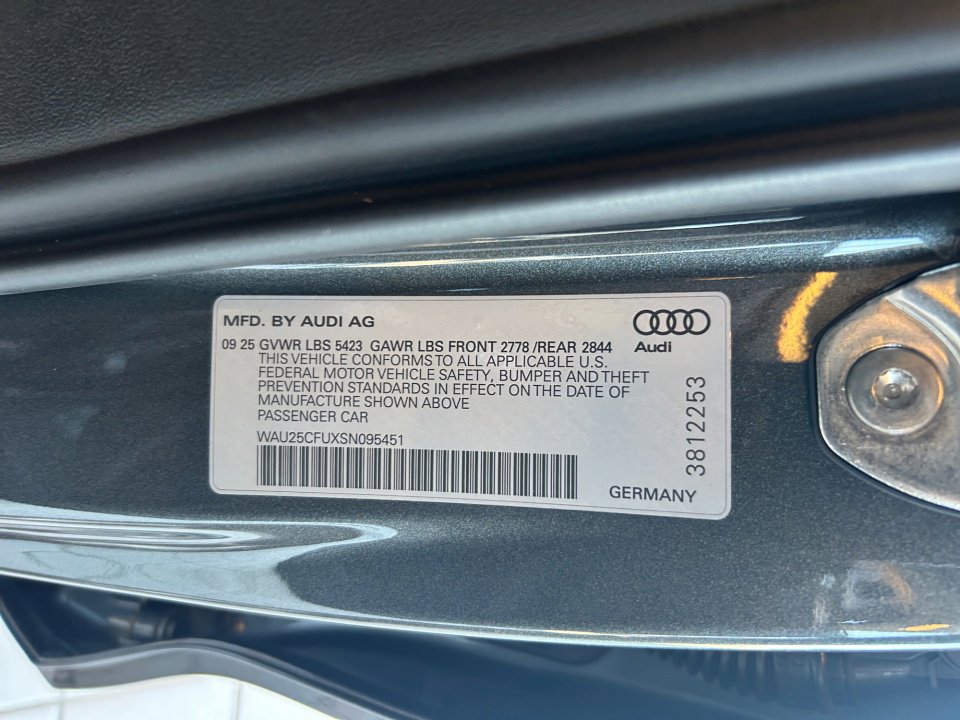 MFD. BY AUDI AG
Audi
09 25 GVWR LBS 5423 GAWR LBS FRONT 2778 /REAR 2844
THIS VEHICLE CONFORMS TO ALL APPLICABLE U.S.
FEDERAL MOTOR VEHICLE SAFETY, BUMPER AND THEFT
PREVENTION STANDARDS IN EFFECT ON THE DATE OF
MANUFACTURE SHOWN ABOVE
PASSENGER CAR
WAU25CFUXSN095451
3812253
GERMANY